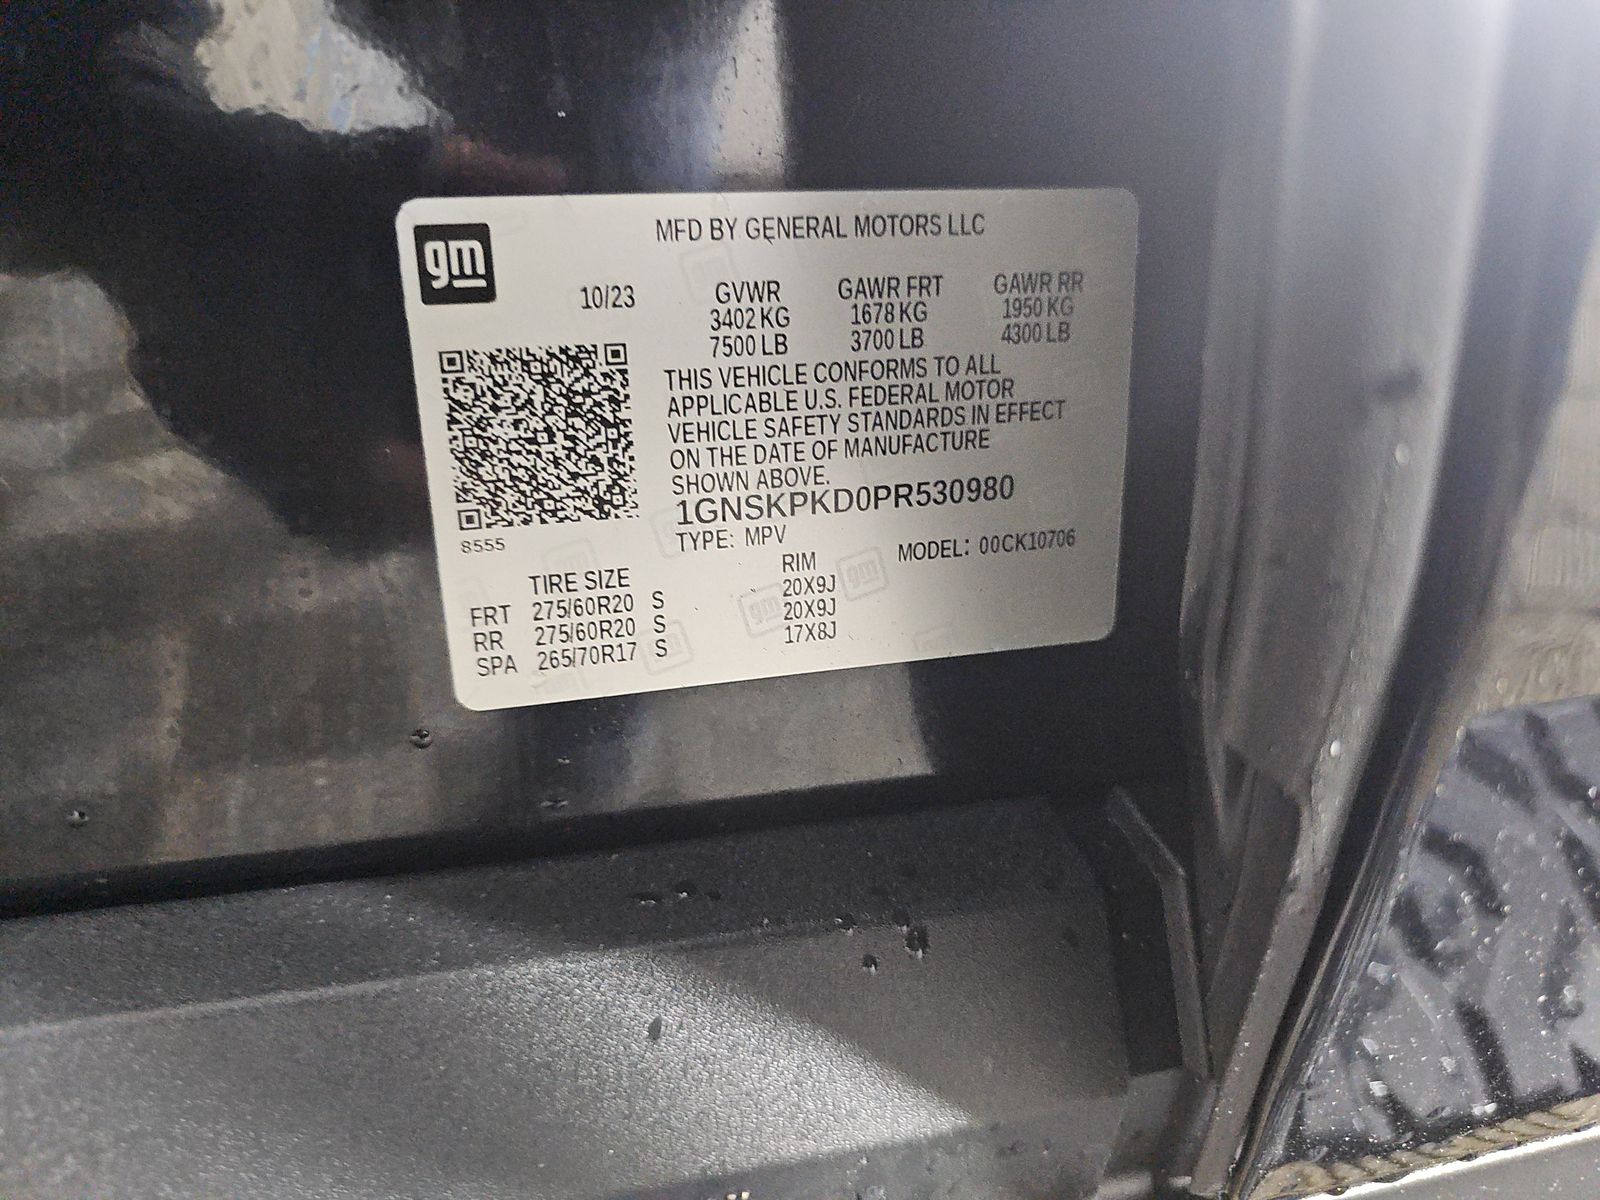 gm
MFD BY GENERAL MOTORS LLC
10/23 GVWR GAWR FRT GAWR RR
3402 KG 1678 KG 1950 KG
7500 LB 3700 LB 4300 LB
THIS VEHICLE CONFORMS TO ALL
APPLICABLE U.S. FEDERAL MOTOR
VEHICLE SAFETY STANDARDS IN EFFECT
ON THE DATE OF MANUFACTURE
SHOWN ABOVE.
1GNSKPKD0PR530980
8555
TYPE: MPV MODEL: 00CK10706
TIRE SIZE RIM
FRT 275/60R20 S 20X9J
RR 275/60R20 S 20X9J
SPA 265/70R17 S 17X8J